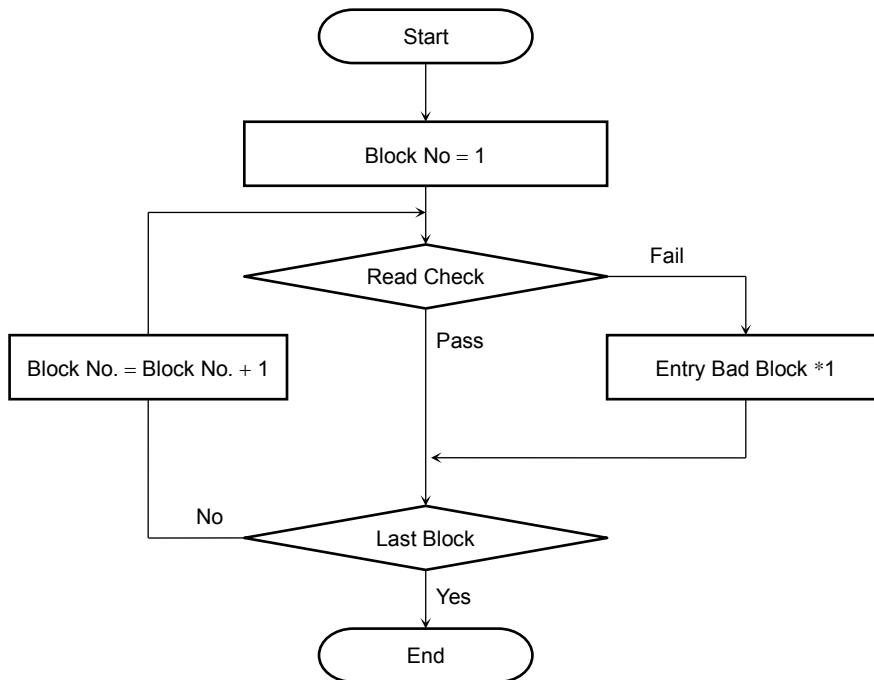 Start
Block No = 1
Read Check
Fail
Pass
Block No. = Block No. + 1
Entry Bad Block *1
No
Last Block
Yes
End